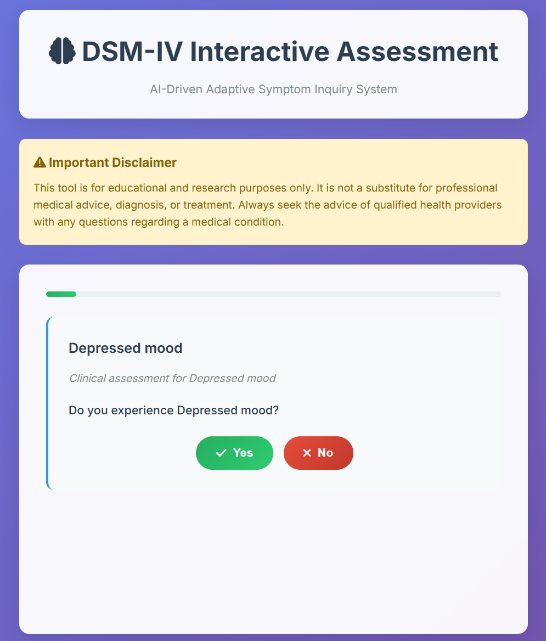 DSM-IV Interactive Assessment
AI-Driven Adaptive Symptom Inquiry System
Important Disclaimer
This tool is for educational and research purposes only. It is not a substitute for professional
medical advice, diagnosis, or treatment. Always seek the advice of qualified health providers
with any questions regarding a medical condition.
Depressed mood
Clinical assessment for Depressed mood
Do you experience Depressed mood?
Yes
No